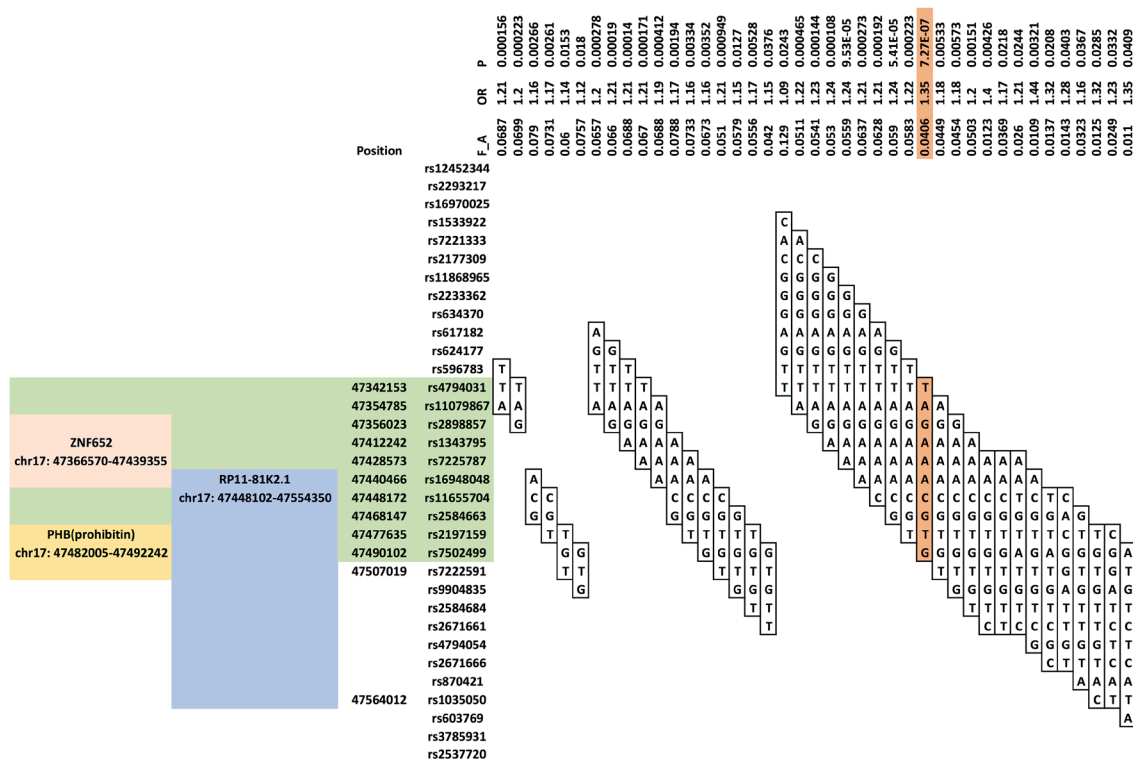 P 0.000156 0.000223 0.00266 0.00261 0.0153 0.018 0.000278 0.00019 0.00014 0.000171 0.000412 0.00194 0.00334 0.00352 0.000949 0.0127 0.00528 0.0376 0.0243 0.000465 0.000144 0.000108 9.53E-05 0.000273 0.000192 5.41E-05 0.000223 7.27E-07 0.00533 0.00573 0.00151 0.00426 0.0218 0.0244 0.00321 0.0208 0.0403 0.0367 0.0285 0.0332 0.0409
OR 1.21 1.2 1.16 1.17 1.14 1.12 1.2 1.21 1.21 1.21 1.19 1.17 1.16 1.16 1.21 1.15 1.17 1.15 1.09 1.22 1.23 1.24 1.24 1.21 1.21 1.24 1.22 1.35 1.18 1.18 1.2 1.4 1.17 1.21 1.44 1.32 1.28 1.16 1.32 1.23 1.35
F_A 0.0687 0.0699 0.079 0.0731 0.06 0.0757 0.0657 0.066 0.0688 0.067 0.0688 0.0788 0.0733 0.0673 0.051 0.0579 0.0556 0.042 0.129 0.0511 0.0541 0.053 0.0559 0.0637 0.0628 0.059 0.0583 0.0406 0.0449 0.0454 0.0503 0.0123 0.0369 0.026 0.0109 0.0137 0.0143 0.0323 0.0125 0.0249 0.011
Position
rs12452344
rs2293217
rs16970025
rs1533922 C
rs7221333 A A
rs2177309 C C C
rs11868965 G G G G
rs2233362 G G G G G
rs634370 G G G G G G
rs617182 A A A A A A A A
rs624177 G G G G G G G G G G
rs596783 T T T T T T T T T T T T T
47342153 rs4794031 T T T T T T T T T T T T T T T T
47354785 rs11079867 A A A A A A A A A A A A A A A A A
47356023 rs2898857 G G G G G G G G G G G G G G G
47412242 rs1343795 A A A A A A A A A A A A A A
47428573 rs7225787 A A A A A A A A A A A A A A A A
47440466 rs16948048 A A A A A A A A A A A A A
47448172 rs11655704 C C C C C C C C C C C C C
47468147 rs2584663 G G G G G G G G G G G G
47477635 rs2197159 T T T T T T T T T T T
47490102 rs7502499 G G G G G G G G G G
47507019 rs7222591 T T T T T T T T
rs9904835 G G G G G
rs2584684 T T T
rs2671661 T
rs4794054
rs2671666
rs870421
47564012 rs1035050
rs603769
rs3785931
rs2537720
ZNF652
chr17: 47366570-47439355
RP11-81K2.1
chr17: 47448102-47554350
PHB(prohibitin)
chr17: 47482005-47492242